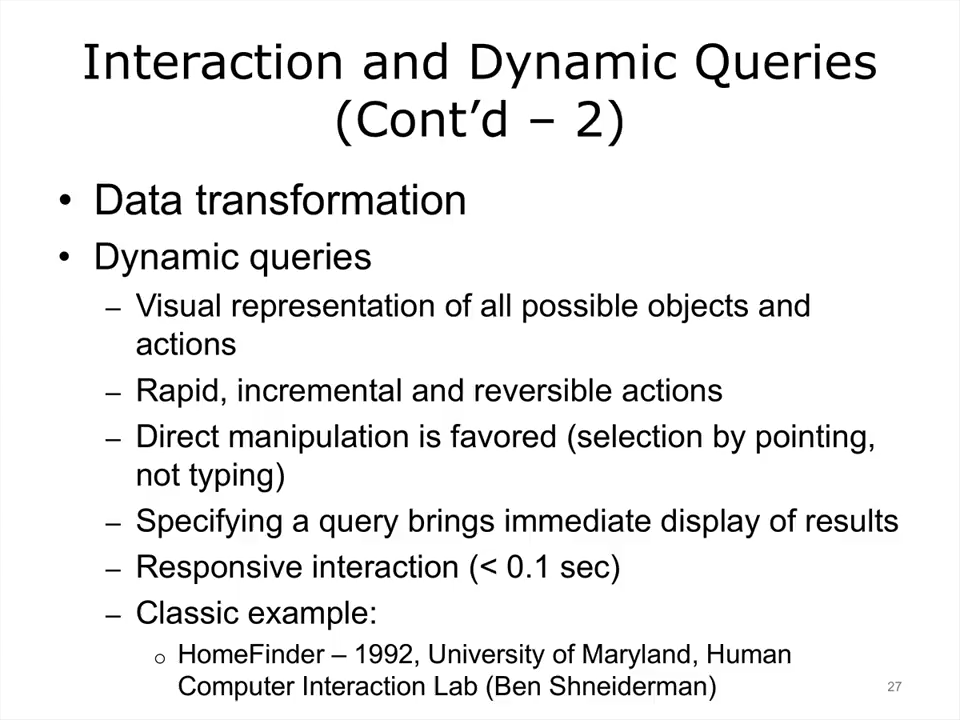 Interaction and Dynamic Queries
(Cont’d – 2)
• Data transformation
• Dynamic queries
– Visual representation of all possible objects and
actions
– Rapid, incremental and reversible actions
– Direct manipulation is favored (selection by pointing,
not typing)
– Specifying a query brings immediate display of results
– Responsive interaction (< 0.1 sec)
– Classic example:
o HomeFinder – 1992, University of Maryland, Human
Computer Interaction Lab (Ben Shneiderman)
27